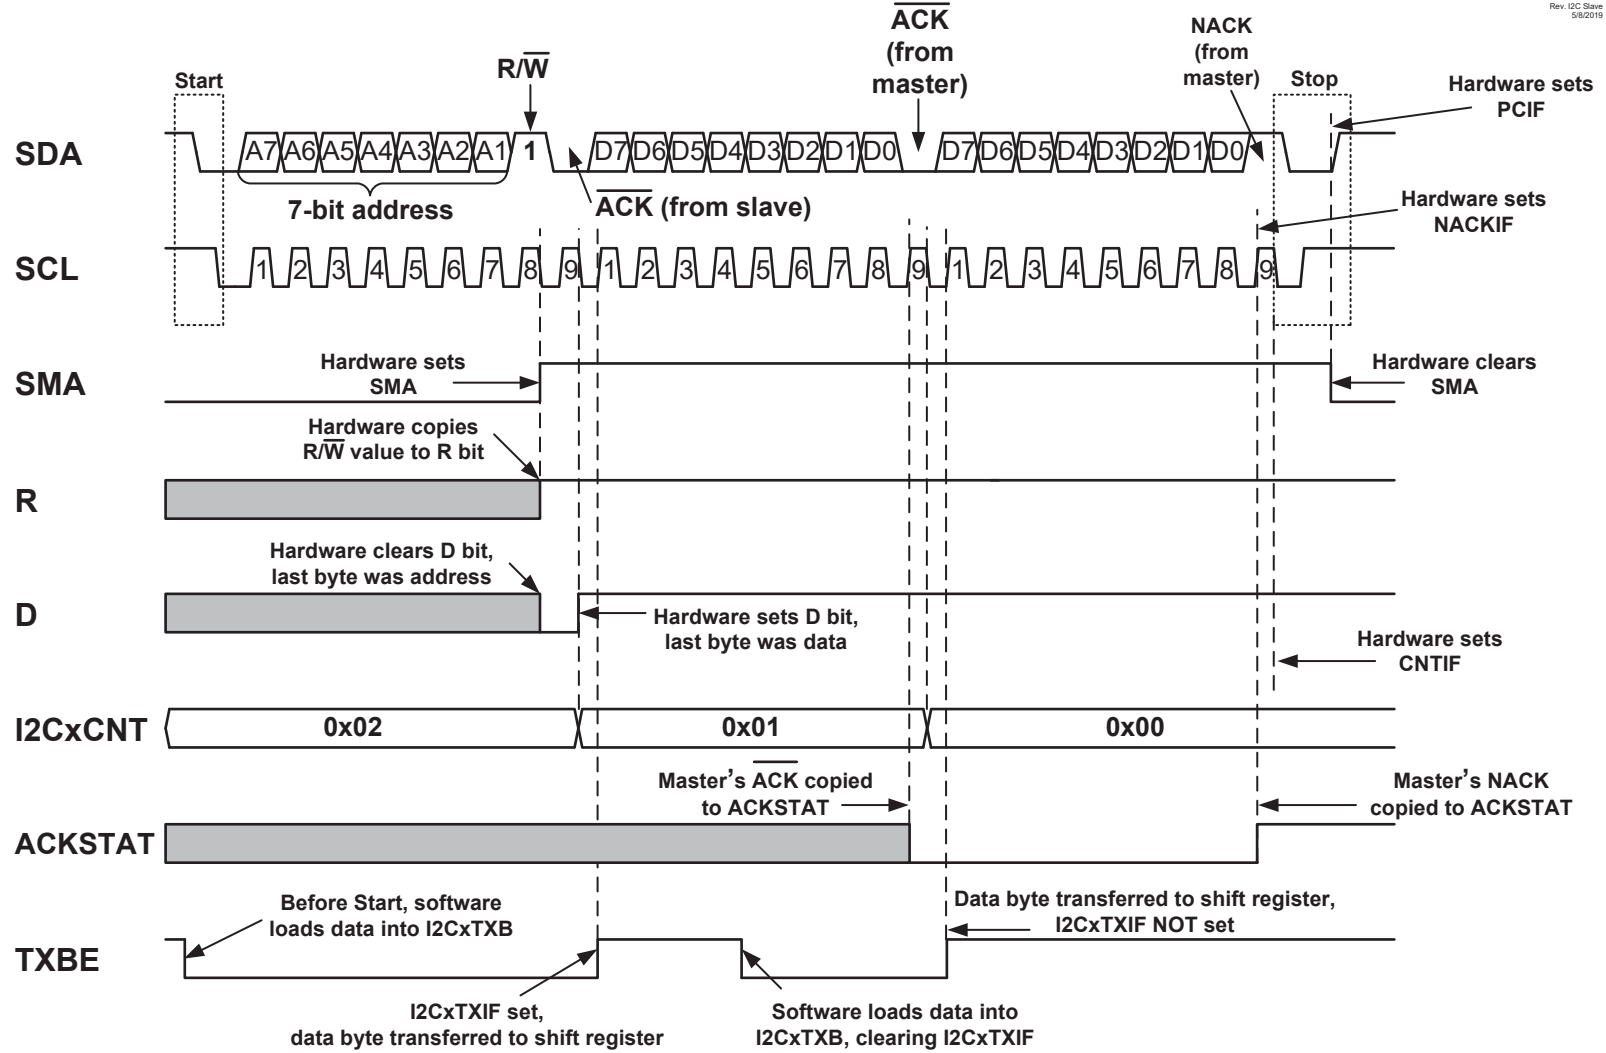 Rev. I2C Slave
5/8/2019
ACK
(from
master)
NACK
(from
master)
R/W
Start
Stop
Hardware sets
PCIF
SDA
A7 A6 A5 A4 A3 A2 A1 1 D7 D6 D5 D4 D3 D2 D1 D0 D7 D6 D5 D4 D3 D2 D1 D0
7-bit address
ACK (from slave)
Hardware sets
NACKIF
SCL
1 2 3 4 5 6 7 8 9 1 2 3 4 5 6 7 8 9 1 2 3 4 5 6 7 8 9
SMA
Hardware sets
SMA
Hardware clears
SMA
Hardware copies
R/W value to R bit
R
Hardware clears D bit,
last byte was address
D
Hardware sets D bit,
last byte was data
Hardware sets
CNTIF
I2CxCNT
0x02 0x01 0x00
Master's ACK copied
to ACKSTAT
Master's NACK
copied to ACKSTAT
ACKSTAT
Before Start, software
loads data into I2CxTXB
Data byte transferred to shift register,
I2CxTXIF NOT set
TXBE
I2CxTXIF set,
data byte transferred to shift register
Software loads data into
I2CxTXB, clearing I2CxTXIF